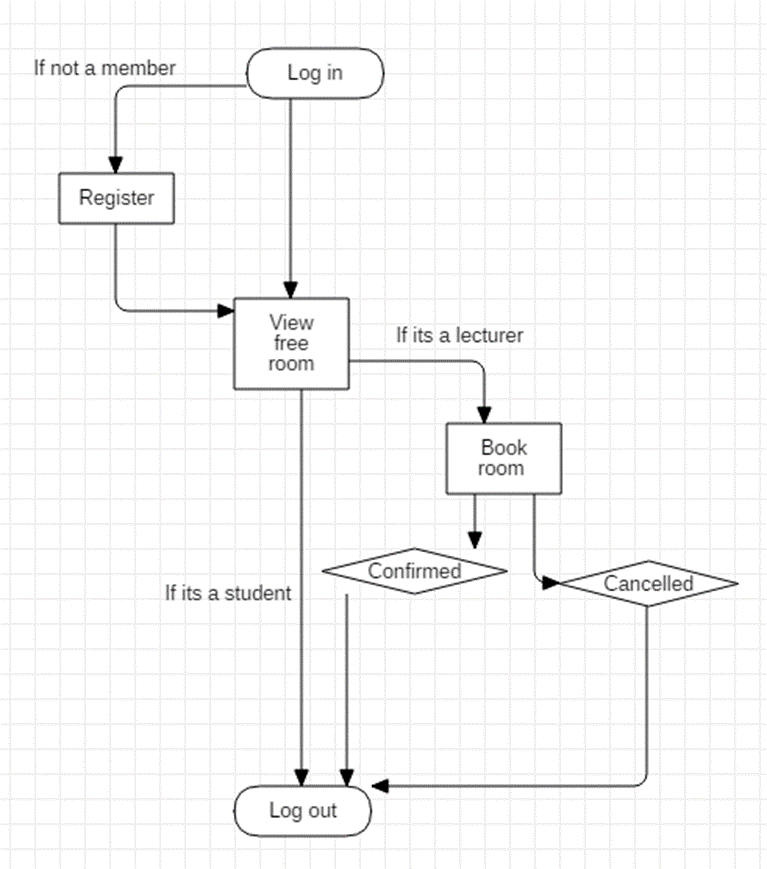 Log in
If not a member
Register
View
free
room
If its a lecturer
Book
room
Confirmed
Cancelled
If its a student
Log out